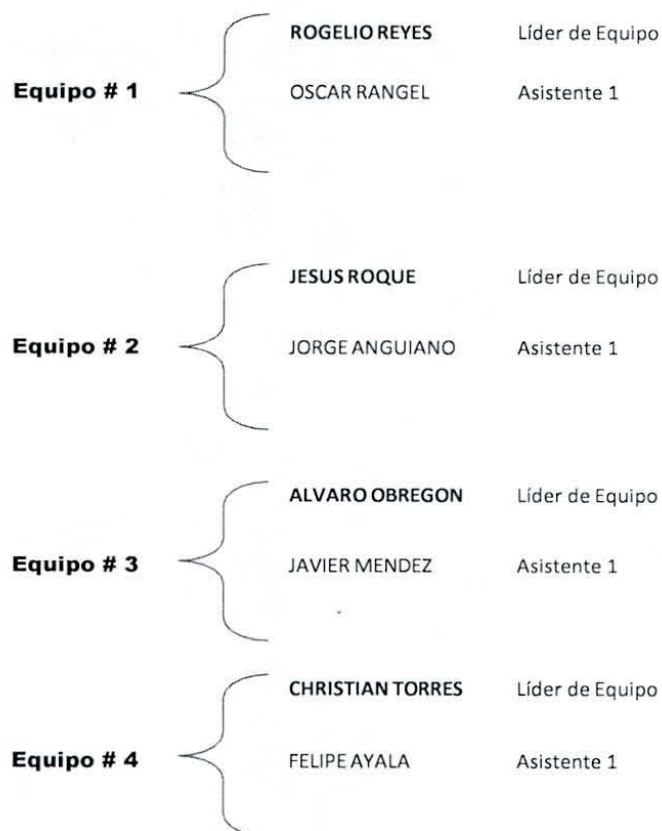 ROGELIO REYES Líder de Equipo
Equipo # 1
OSCAR RANGEL Asistente 1
JESUS ROQUE Líder de Equipo
Equipo # 2
JORGE ANGUIANO Asistente 1
ALVARO OBREGON Líder de Equipo
Equipo # 3
JAVIER MENDEZ Asistente 1
CHRISTIAN TORRES Líder de Equipo
Equipo # 4
FELIPE AYALA Asistente 1